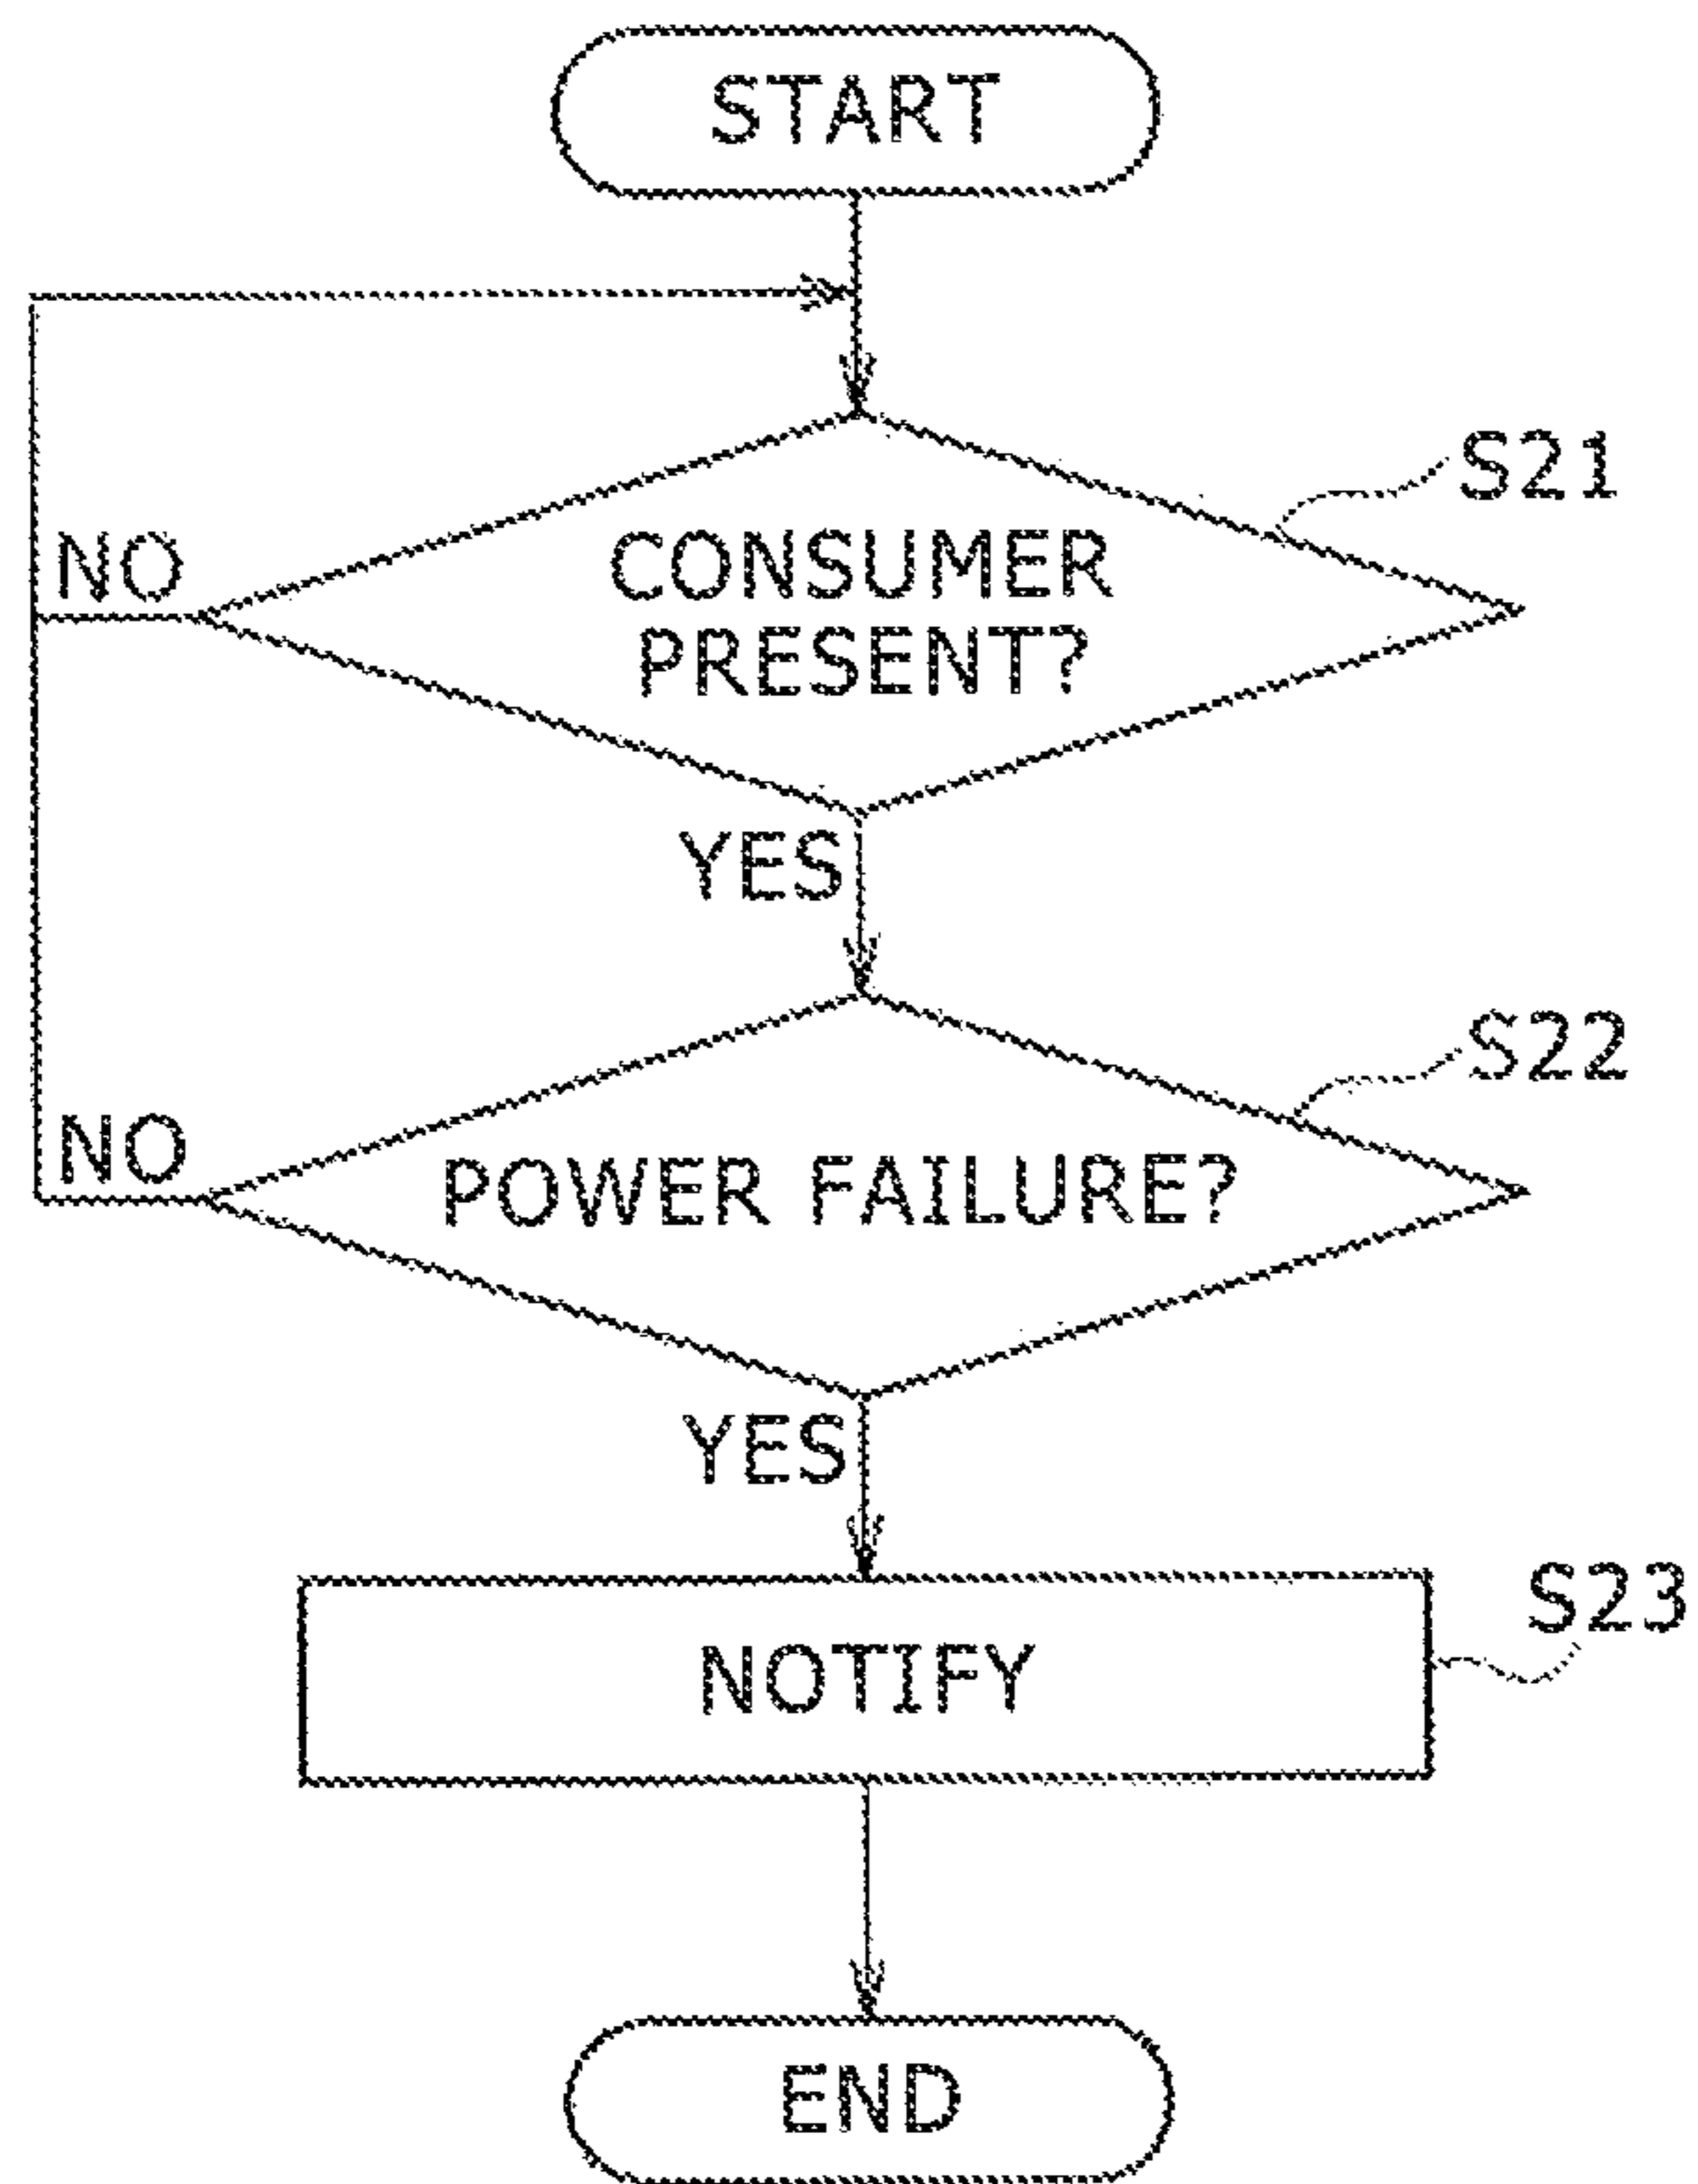 START
S21
NO
CONSUMER
PRESENT?
YES
S22
NO
POWER FAILURE?
YES
S23
NOTIFY
END